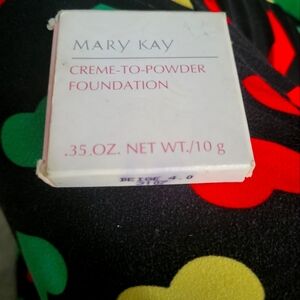 MARY KAY
CREME-TO-POWDER
FOUNDATION
.35.OZ. NET WT./10 g
BEIGE 4.0